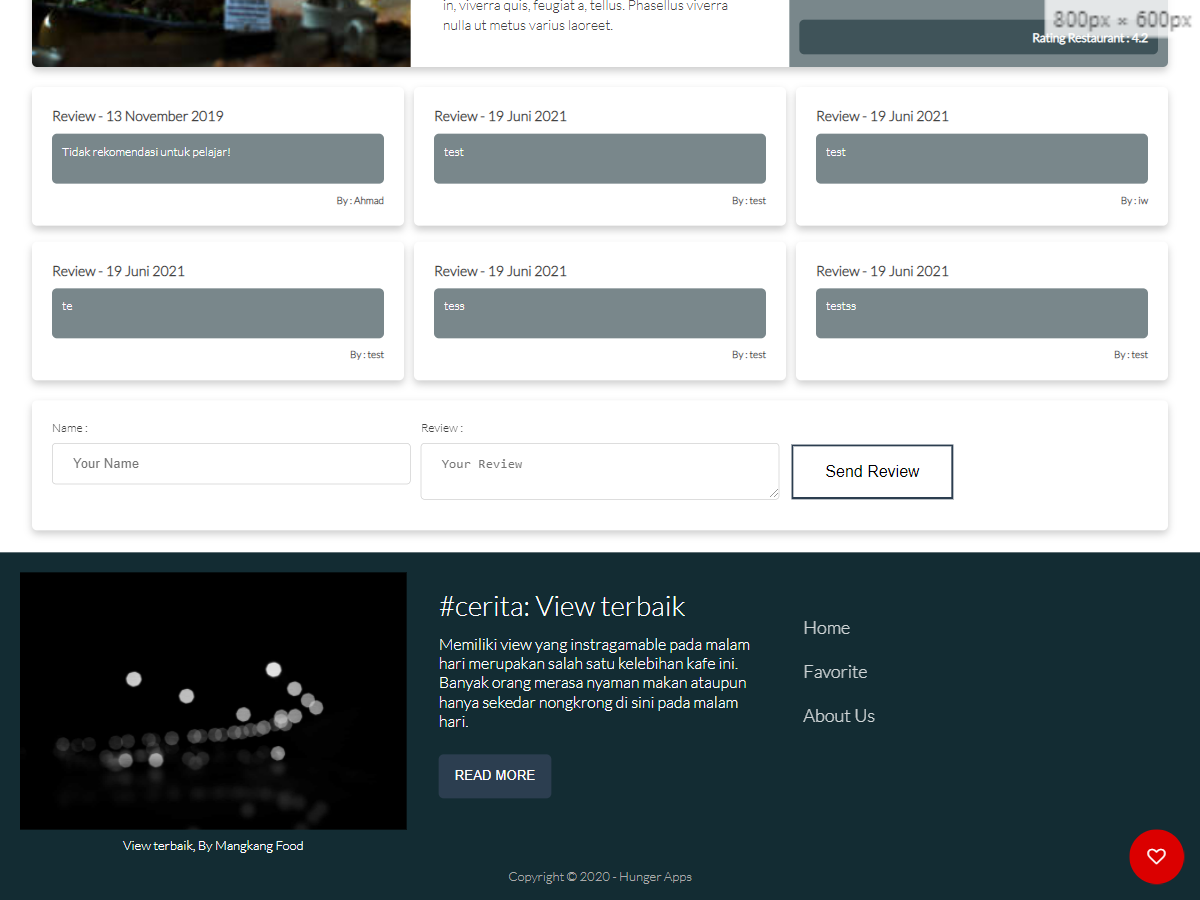 in, viverra quis, feugiat a, tellus. Phasellus viverra
nulla ut metus varius laoreet.
800px × 600px
Rating Restaurant : 4.2
Review - 13 November 2019
Tidak rekomendasi untuk pelajar!
By : Ahmad
Review - 19 Juni 2021
test
By : test
Review - 19 Juni 2021
test
By : iw
Review - 19 Juni 2021
te
By : test
Review - 19 Juni 2021
tess
By : test
Review - 19 Juni 2021
testss
By : test
Name :
Your Name
Review :
Your Review
Send Review
View terbaik, By Mangkang Food
#cerita: View terbaik
Memiliki view yang instragamable pada malam
hari merupakan salah satu kelebihan kafe ini.
Banyak orang merasa nyaman makan ataupun
hanya sekedar nongkrong di sini pada malam
hari.
READ MORE
Home
Favorite
About Us
Copyright © 2020 - Hunger Apps